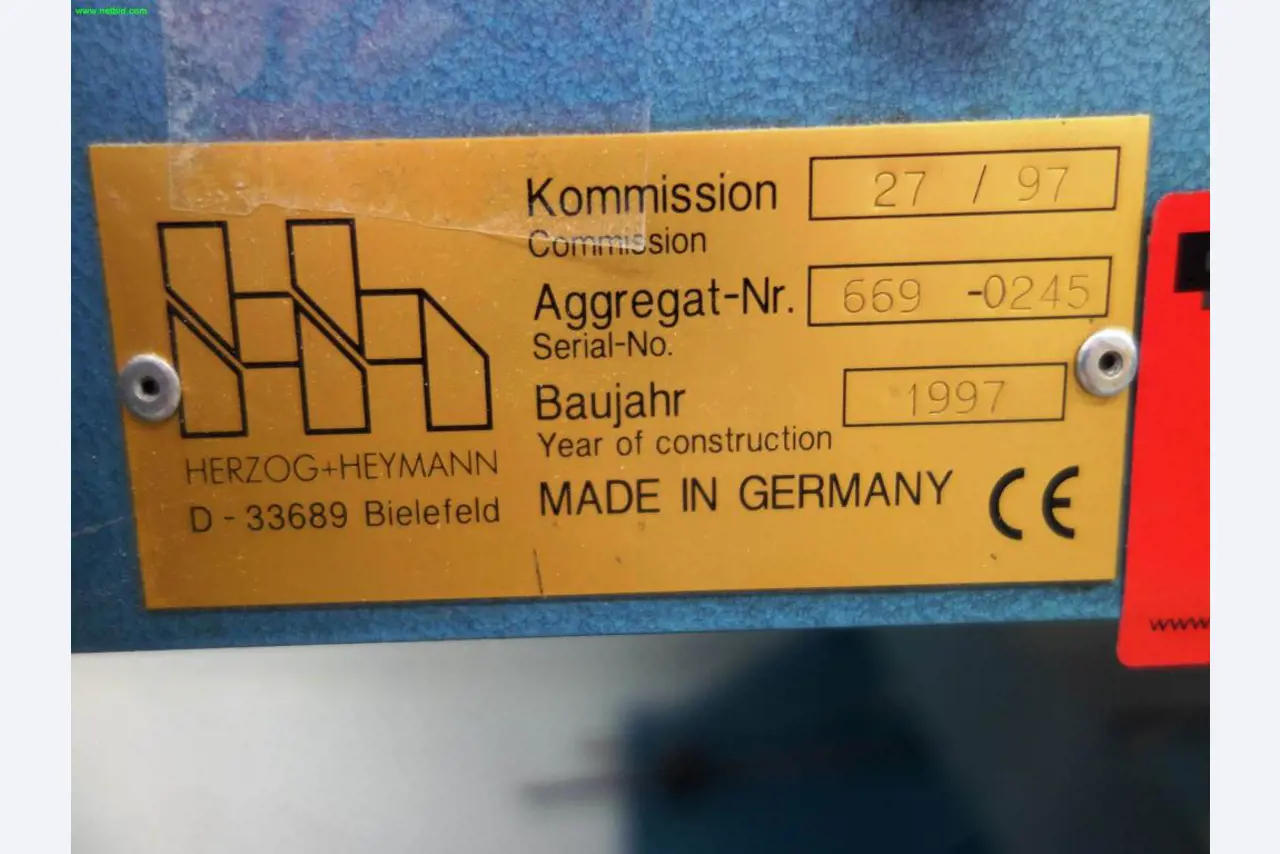 www.netbid.com
Kommission 27 / 97
Commission
Aggregat-Nr. 669 -0245
Serial-No.
Baujahr 1997
Year of construction
HERZOG+HEYMANN
D - 33689 Bielefeld
MADE IN GERMANY CE
www